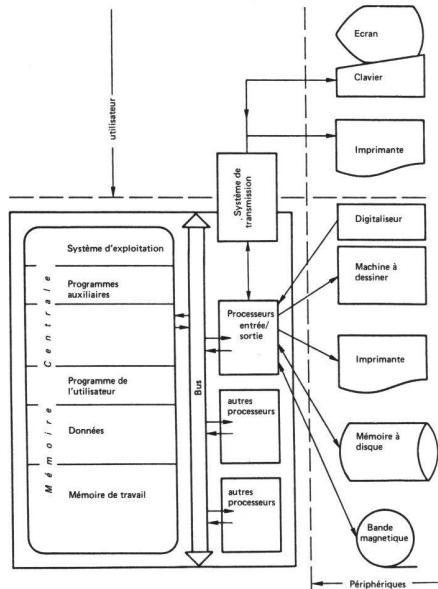 Ecran
Clavier
utilisateur
Imprimante
Système de
transmission
Digitaliseur
Machine à
dessiner
Imprimante
Mémoire à
disque
Bande
magnetique
Périphériques
Mémoire Centrale
Système d'exploitation
Programmes
auxiliaires
Programme de
l'utilisateur
Données
Mémoire de travail
Bus
Processeurs
entrée/
sortie
autres
processeurs
autres
processeurs